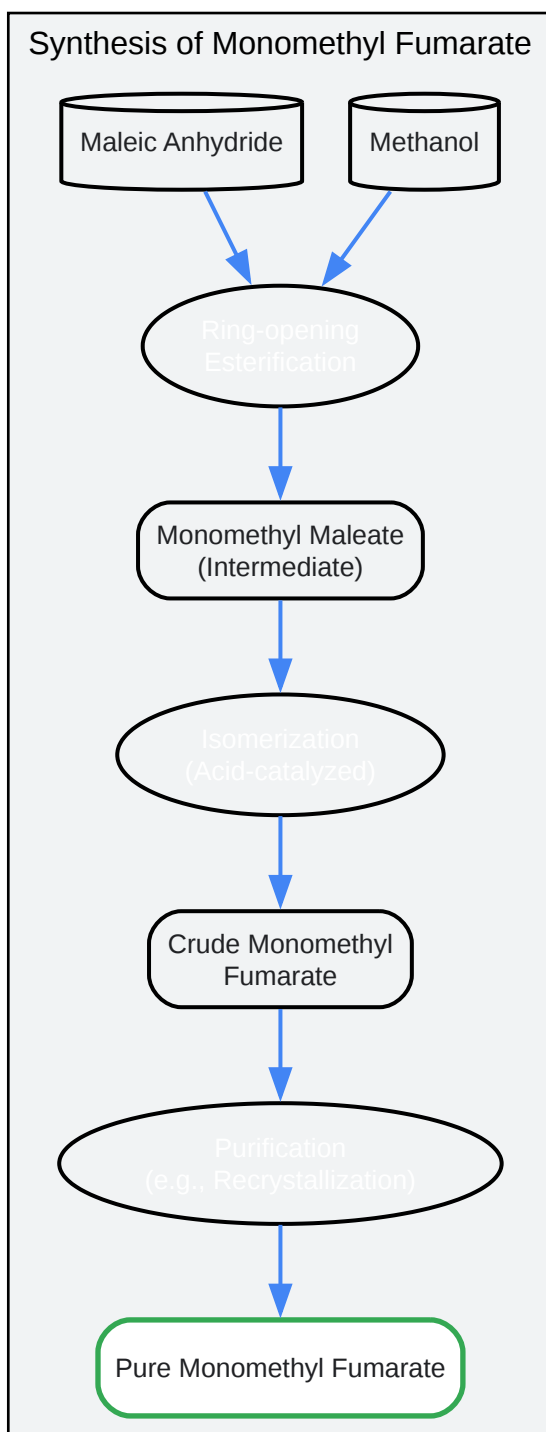 Synthesis of Monomethyl Fumarate
Maleic Anhydride
Methanol
Ring-opening
Esterification
Monomethyl Maleate
(Intermediate)
Isomerization
(Acid-catalyzed)
Crude Monomethyl
Fumarate
Purification
(e.g., Recrystallization)
Pure Monomethyl Fumarate